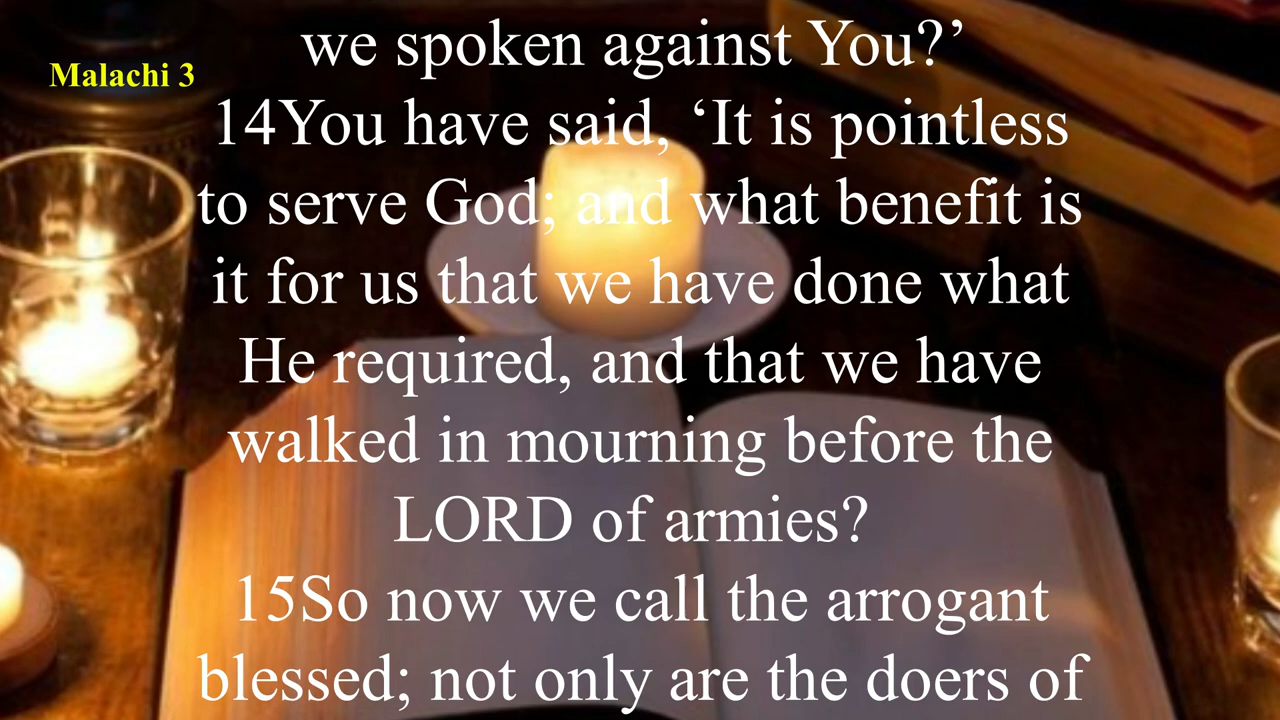 we spoken against You?’
Malachi 3
14You have said, ‘It is pointless
to serve God; and what benefit is
it for us that we have done what
He required, and that we have
walked in mourning before the
LORD of armies?
15So now we call the arrogant
blessed; not only are the doers of